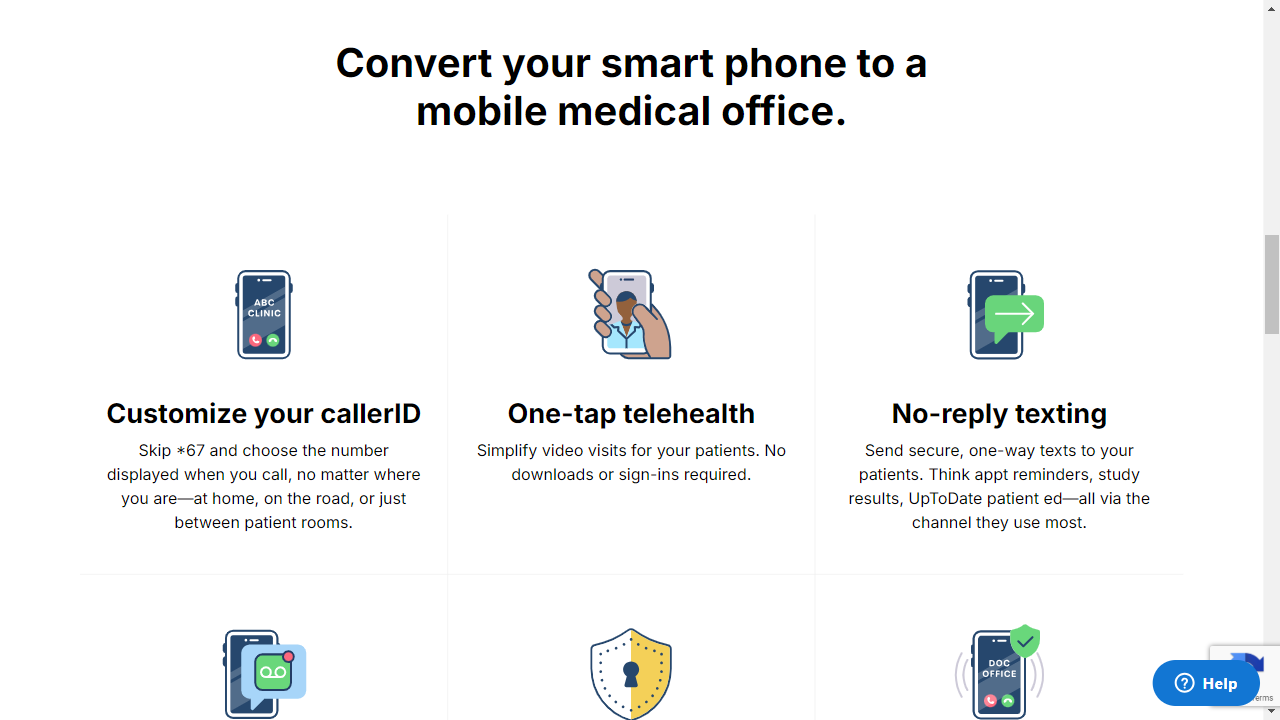 Convert your smart phone to a
mobile medical office.
ABC
CLINIC
Customize your callerID
Skip *67 and choose the number
displayed when you call, no matter where
you are—at home, on the road, or just
between patient rooms.
One-tap telehealth
Simplify video visits for your patients. No
downloads or sign-ins required.
No-reply texting
Send secure, one-way texts to your
patients. Think appt reminders, study
results, UpToDate patient ed—all via the
channel they use most.
DOC
OFFICE
Help